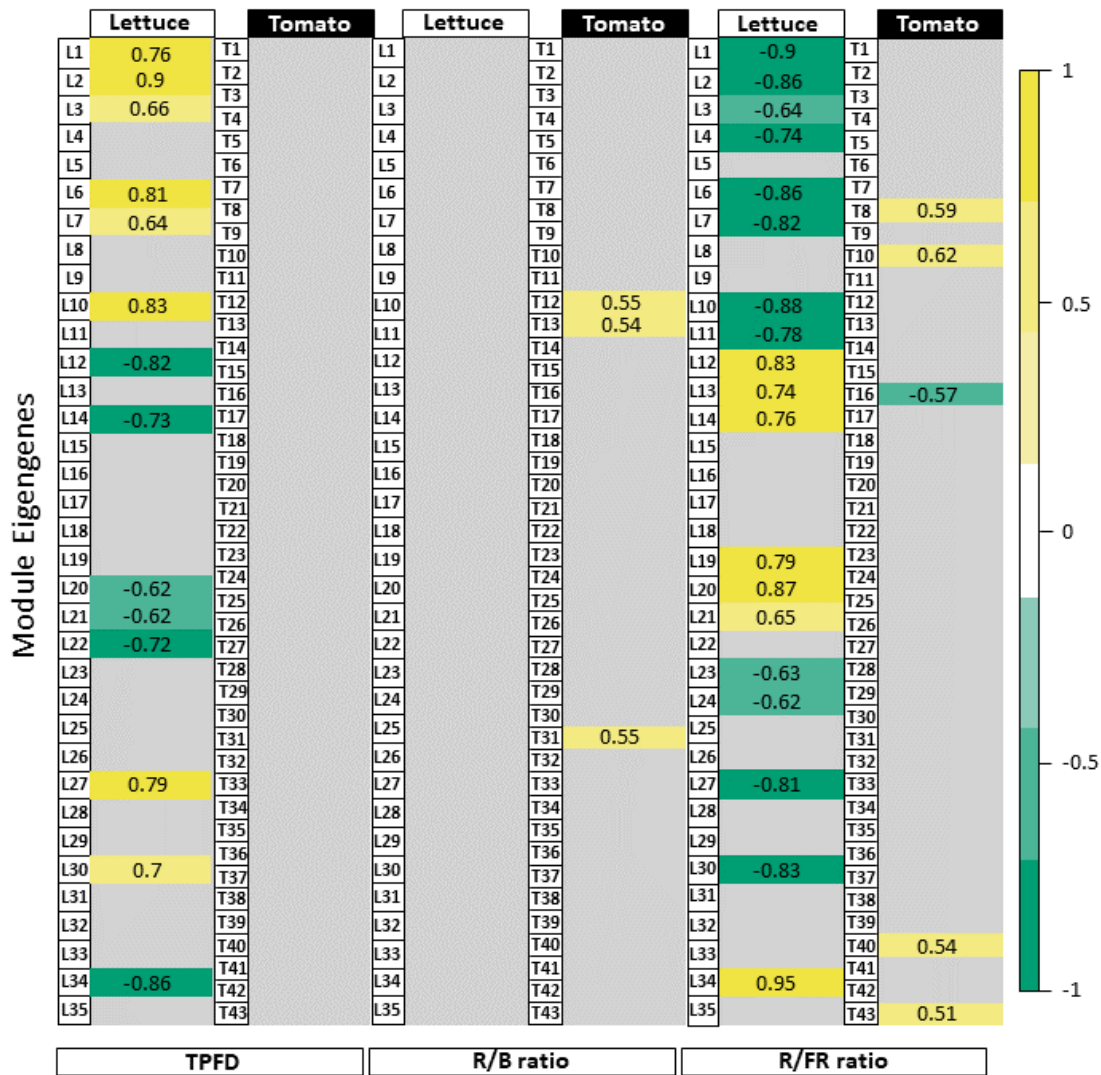 Module Eigengenes
Lettuce
Tomato
Lettuce
Tomato
Lettuce
Tomato
L1 0.76
L2 0.9
L3 0.66
L4
L5
L6 0.81
L7 0.64
L8
L9
L10 0.83
L11
L12 -0.82
L13
L14 -0.73
L15
L16
L17
L18
L19
L20 -0.62
L21 -0.62
L22 -0.72
L23
L24
L25
L26
L27 0.79
L28
L29
L30 0.7
L31
L32
L33
L34 -0.86
L35
T1
T2
T3
T4
T5
T6
T7
T8
T9
T10
T11
T12
T13
T14
T15
T16
T17
T18
T19
T20
T21
T22
T23
T24
T25
T26
T27
T28
T29
T30
T31
T32
T33
T34
T35
T36
T37
T38
T39
T40
T41
T42
T43
L1
L2
L3
L4
L5
L6
L7
L8
L9
L10
L11
L12
L13
L14
L15
L16
L17
L18
L19
L20
L21
L22
L23
L24
L25
L26
L27
L28
L29
L30
L31
L32
L33
L34
L35
T1
T2
T3
T4
T5
T6
T7
T8
T9
T10
T11
T12 0.55
T13 0.54
T14
T15
T16
T17
T18
T19
T20
T21
T22
T23
T24
T25
T26
T27
T28
T29
T30
T31 0.55
T32
T33
T34
T35
T36
T37
T38
T39
T40
T41
T42
T43
L1 -0.9
L2 -0.86
L3 -0.64
L4 -0.74
L5
L6 -0.86
L7 -0.82
L8
L9
L10 -0.88
L11 -0.78
L12 0.83
L13 0.74
L14 0.76
L15
L16
L17
L18
L19 0.79
L20 0.87
L21 0.65
L22
L23 -0.63
L24 -0.62
L25
L26
L27 -0.81
L28
L29
L30 -0.83
L31
L32
L33
L34 0.95
L35
T1
T2
T3
T4
T5
T6
T7
T8 0.59
T9
T10 0.62
T11
T12
T13
T14
T15
T16 -0.57
T17
T18
T19
T20
T21
T22
T23
T24
T25
T26
T27
T28
T29
T30
T31
T32
T33
T34
T35
T36
T37
T38
T39
T40 0.54
T41
T42
T43 0.51
1
0.5
0
-0.5
-1
TPFD
R/B ratio
R/FR ratio